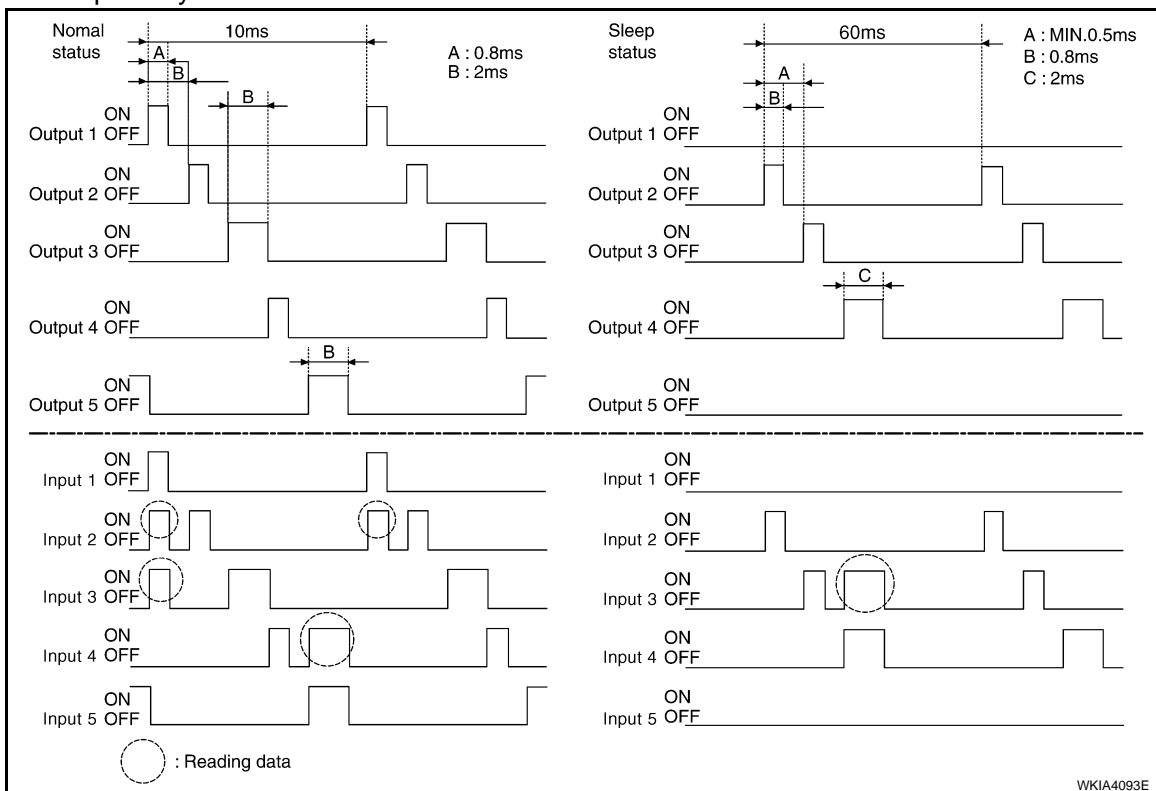 Nomal status
10ms
A
B
B
A : 0.8ms
B : 2ms
ON
Output 1 OFF
ON
Output 2 OFF
ON
Output 3 OFF
ON
Output 4 OFF
B
ON
Output 5 OFF
Sleep status
60ms
A
B
A : MIN.0.5ms
B : 0.8ms
C : 2ms
ON
Output 1 OFF
ON
Output 2 OFF
ON
Output 3 OFF
C
ON
Output 4 OFF
ON
Output 5 OFF
ON
Input 1 OFF
ON
Input 2 OFF
ON
Input 3 OFF
ON
Input 4 OFF
ON
Input 5 OFF
ON
Input 1 OFF
ON
Input 2 OFF
ON
Input 3 OFF
ON
Input 4 OFF
ON
Input 5 OFF
: Reading data
WKIA4093E